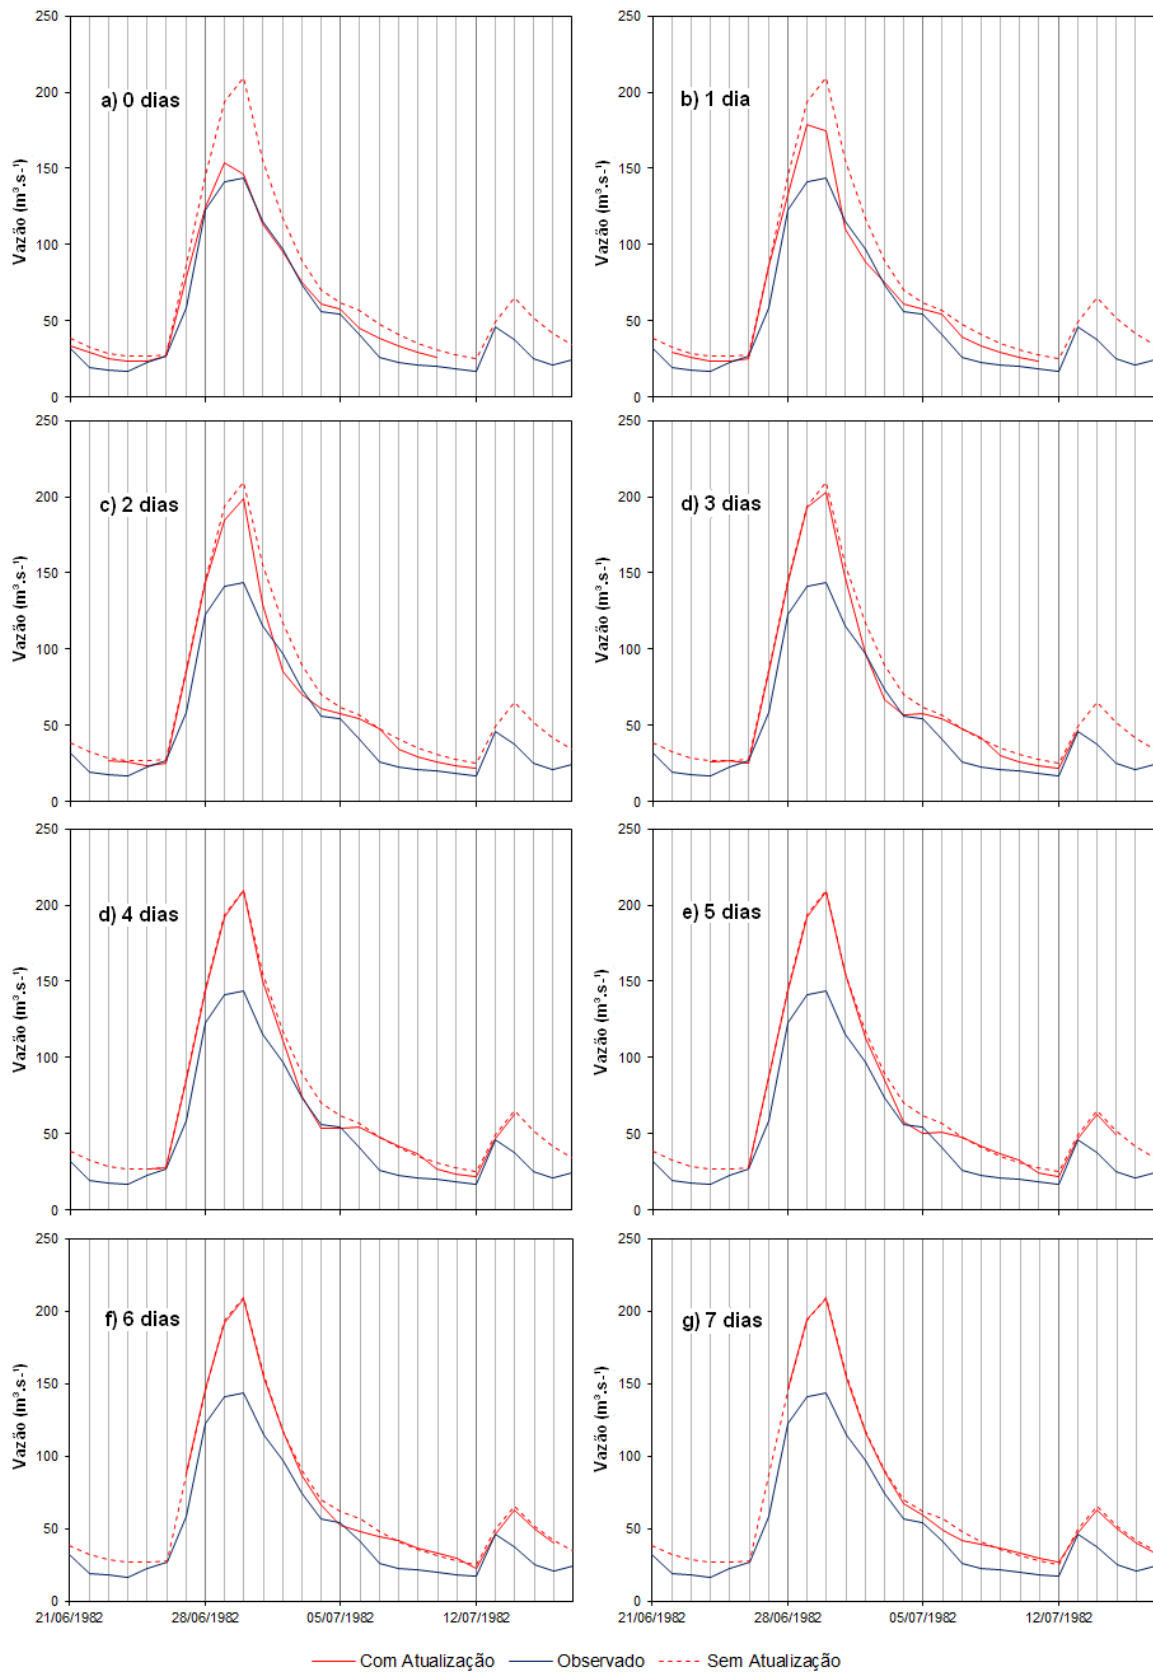 250
200
150
100
50
0
Vazão (m³.s⁻¹)
a) 0 dias
250
200
150
100
50
0
Vazão (m³.s⁻¹)
b) 1 dia
250
200
150
100
50
0
Vazão (m³.s⁻¹)
c) 2 dias
250
200
150
100
50
0
Vazão (m³.s⁻¹)
d) 3 dias
250
200
150
100
50
0
Vazão (m³.s⁻¹)
d) 4 dias
250
200
150
100
50
0
Vazão (m³.s⁻¹)
e) 5 dias
250
200
150
100
50
0
Vazão (m³.s⁻¹)
f) 6 dias
21/06/1982 28/06/1982 05/07/1982 12/07/1982
250
200
150
100
50
0
Vazão (m³.s⁻¹)
g) 7 dias
21/06/1982 28/06/1982 05/07/1982 12/07/1982
Com Atualização Observado Sem Atualização